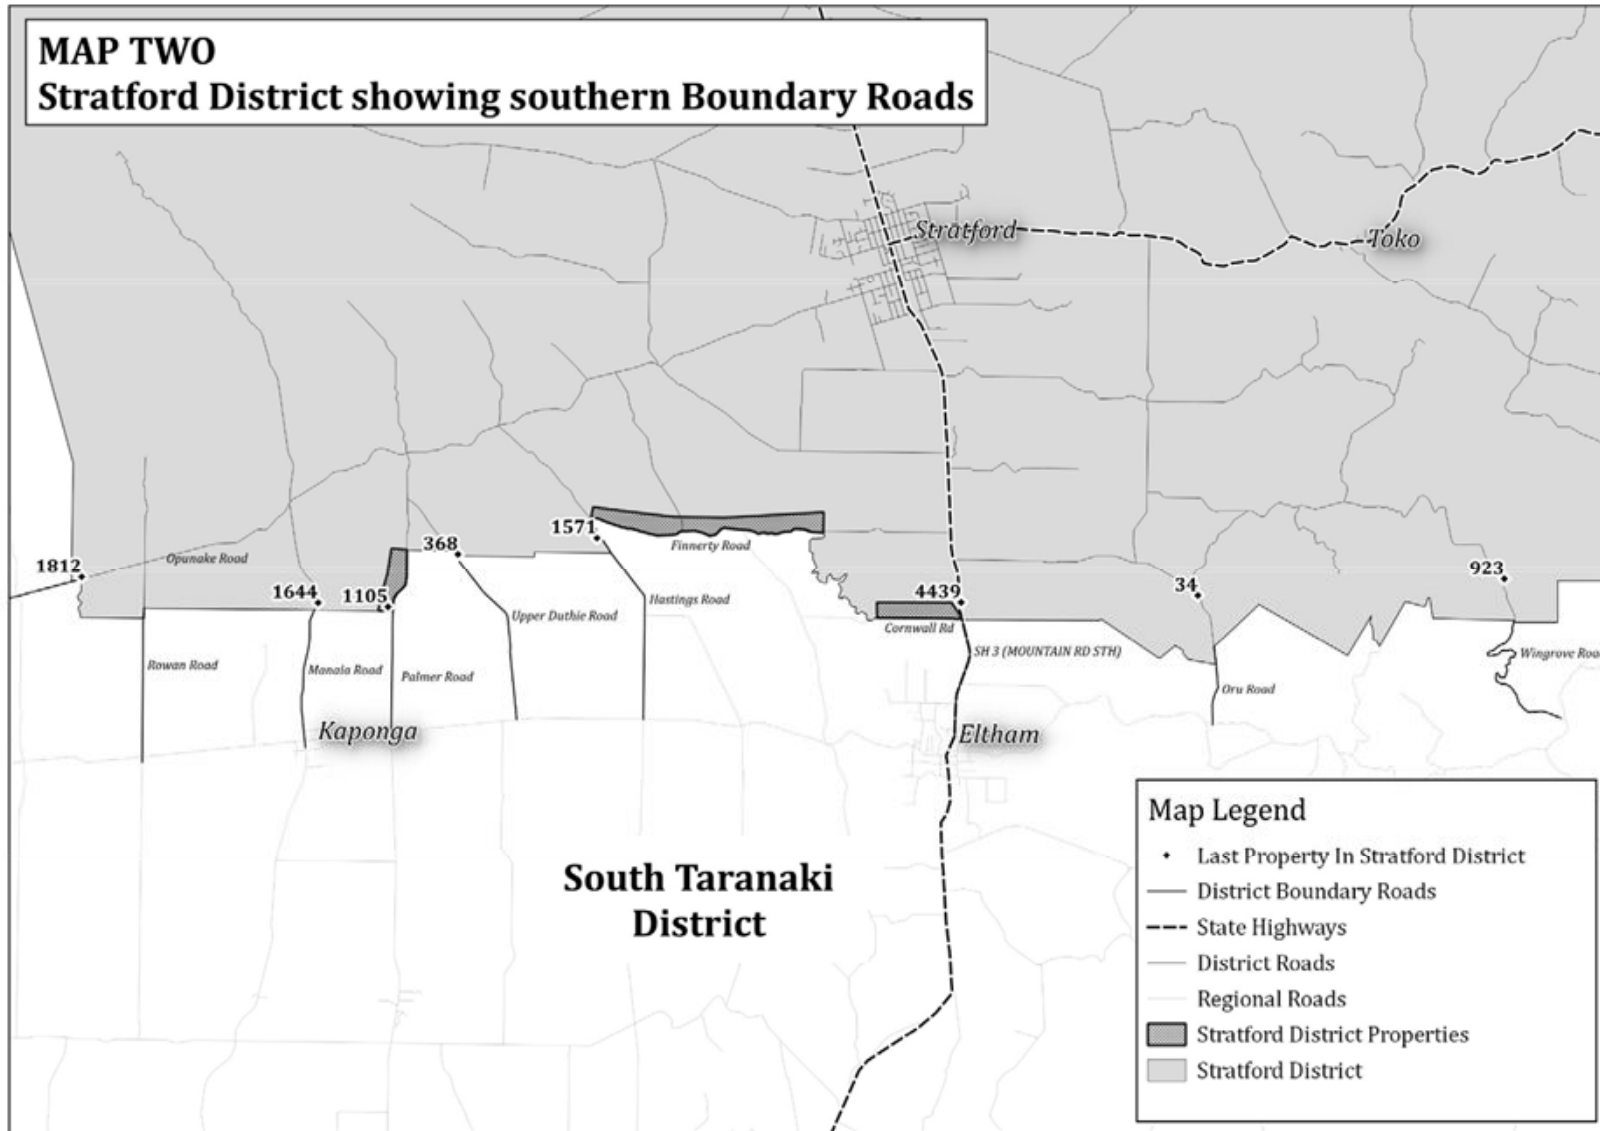 MAP TWO
Stratford District showing southern Boundary Roads
Stratford
Toko
1571
Finnerty Road
368
1812
Opunake Road
923
34
1644
1105
4439
Hastings Road
Upper Duthie Road
Cornwall Rd
SH 3 (MOUNTAIN RD STH)
Wingrove Roa
Rowan Road
Manaia Road
Palmer Road
Oru Road
Kaponga
Eltham
South Taranaki
District
Map Legend
Last Property In Stratford District
District Boundary Roads
State Highways
District Roads
Regional Roads
Stratford District Properties
Stratford District